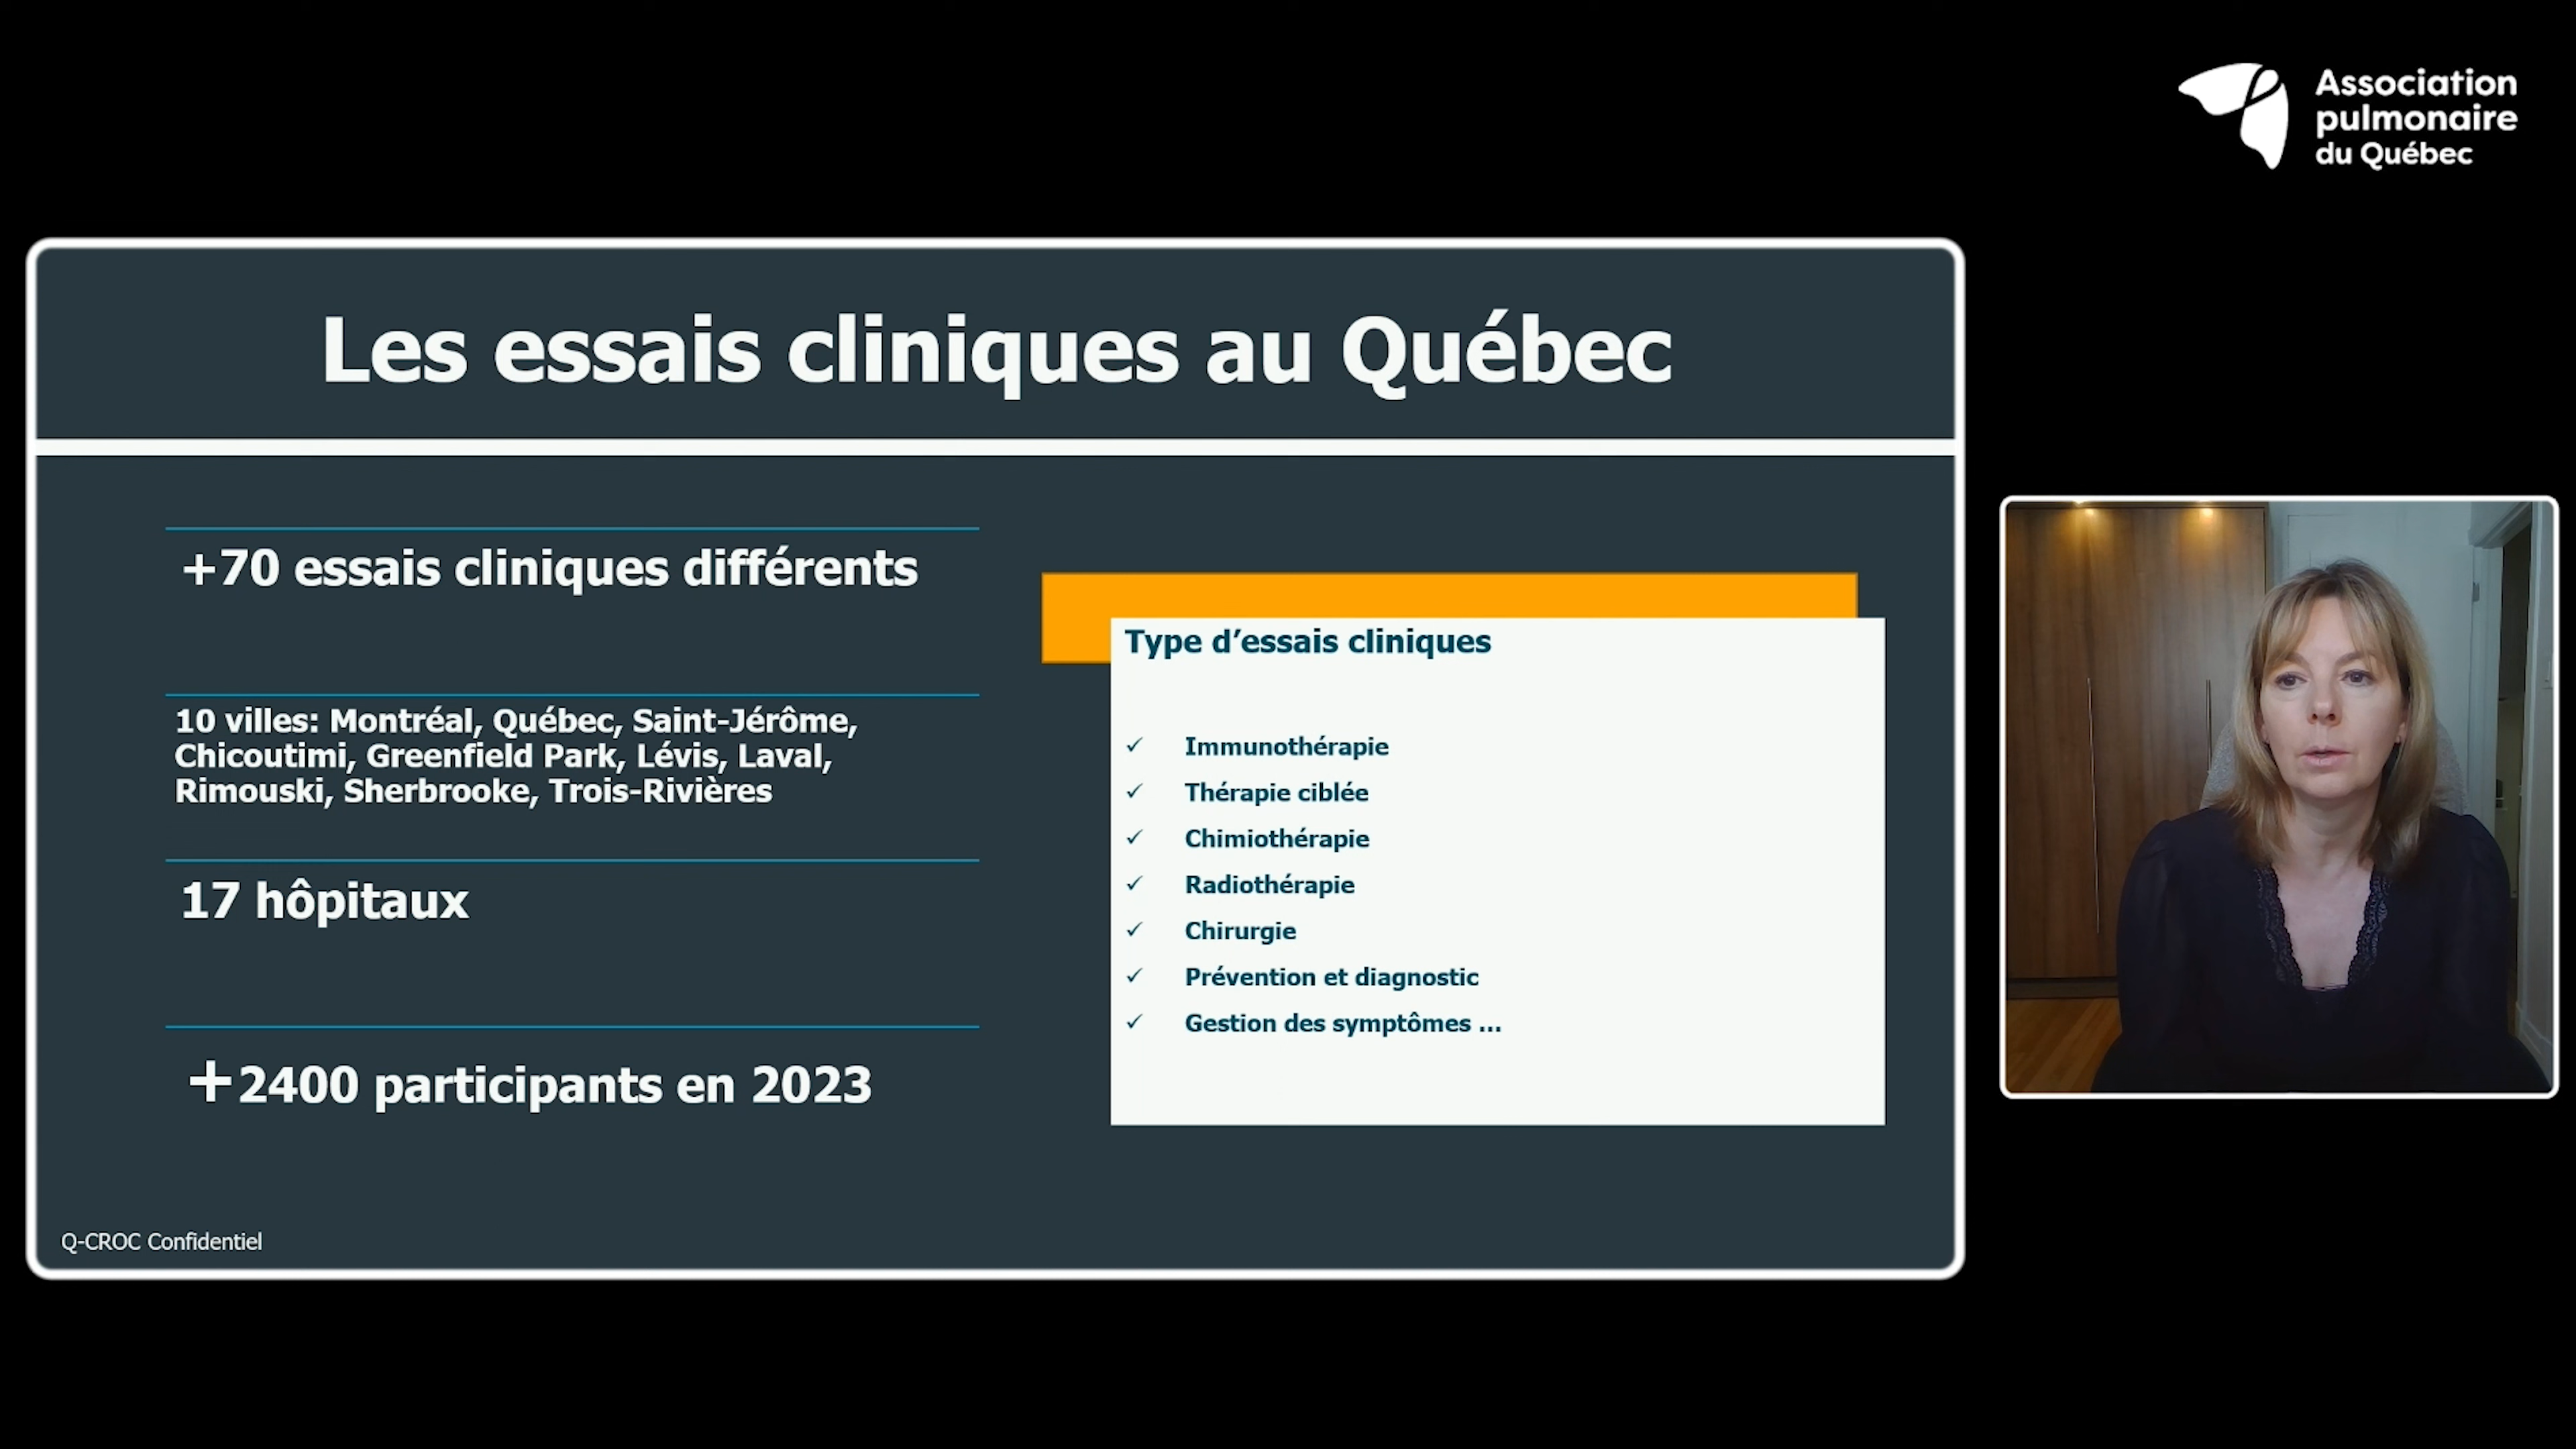 Association
pulmonaire
du Québec
Les essais cliniques au Québec
+70 essais cliniques différents
10 villes: Montréal, Québec, Saint-Jérôme,
Chicoutimi, Greenfield Park, Lévis, Laval,
Rimouski, Sherbrooke, Trois-Rivières
17 hôpitaux
+2400 participants en 2023
Type d’essais cliniques
✓ Immunothérapie
✓ Thérapie ciblée
✓ Chimiothérapie
✓ Radiothérapie
✓ Chirurgie
✓ Prévention et diagnostic
✓ Gestion des symptômes ...
Q-CROC Confidentiel